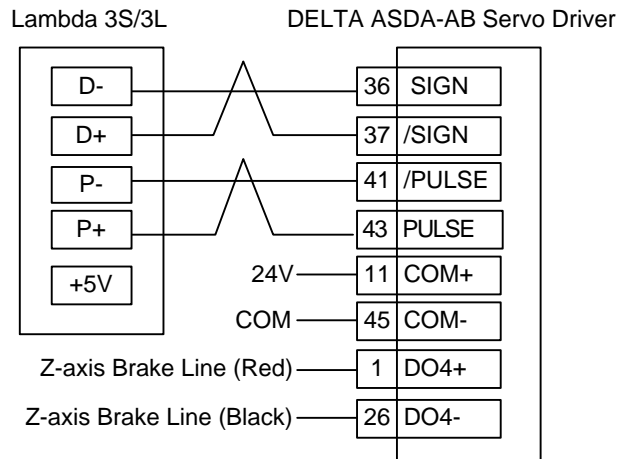 Lambda 3S/3L DELTA ASDA-AB Servo Driver
D- 36 SIGN
D+ 37 /SIGN
P- 41 /PULSE
P+ 43 PULSE
+5V 24V 11 COM+
COM 45 COM-
Z-axis Brake Line (Red) 1 DO4+
Z-axis Brake Line (Black) 26 DO4-